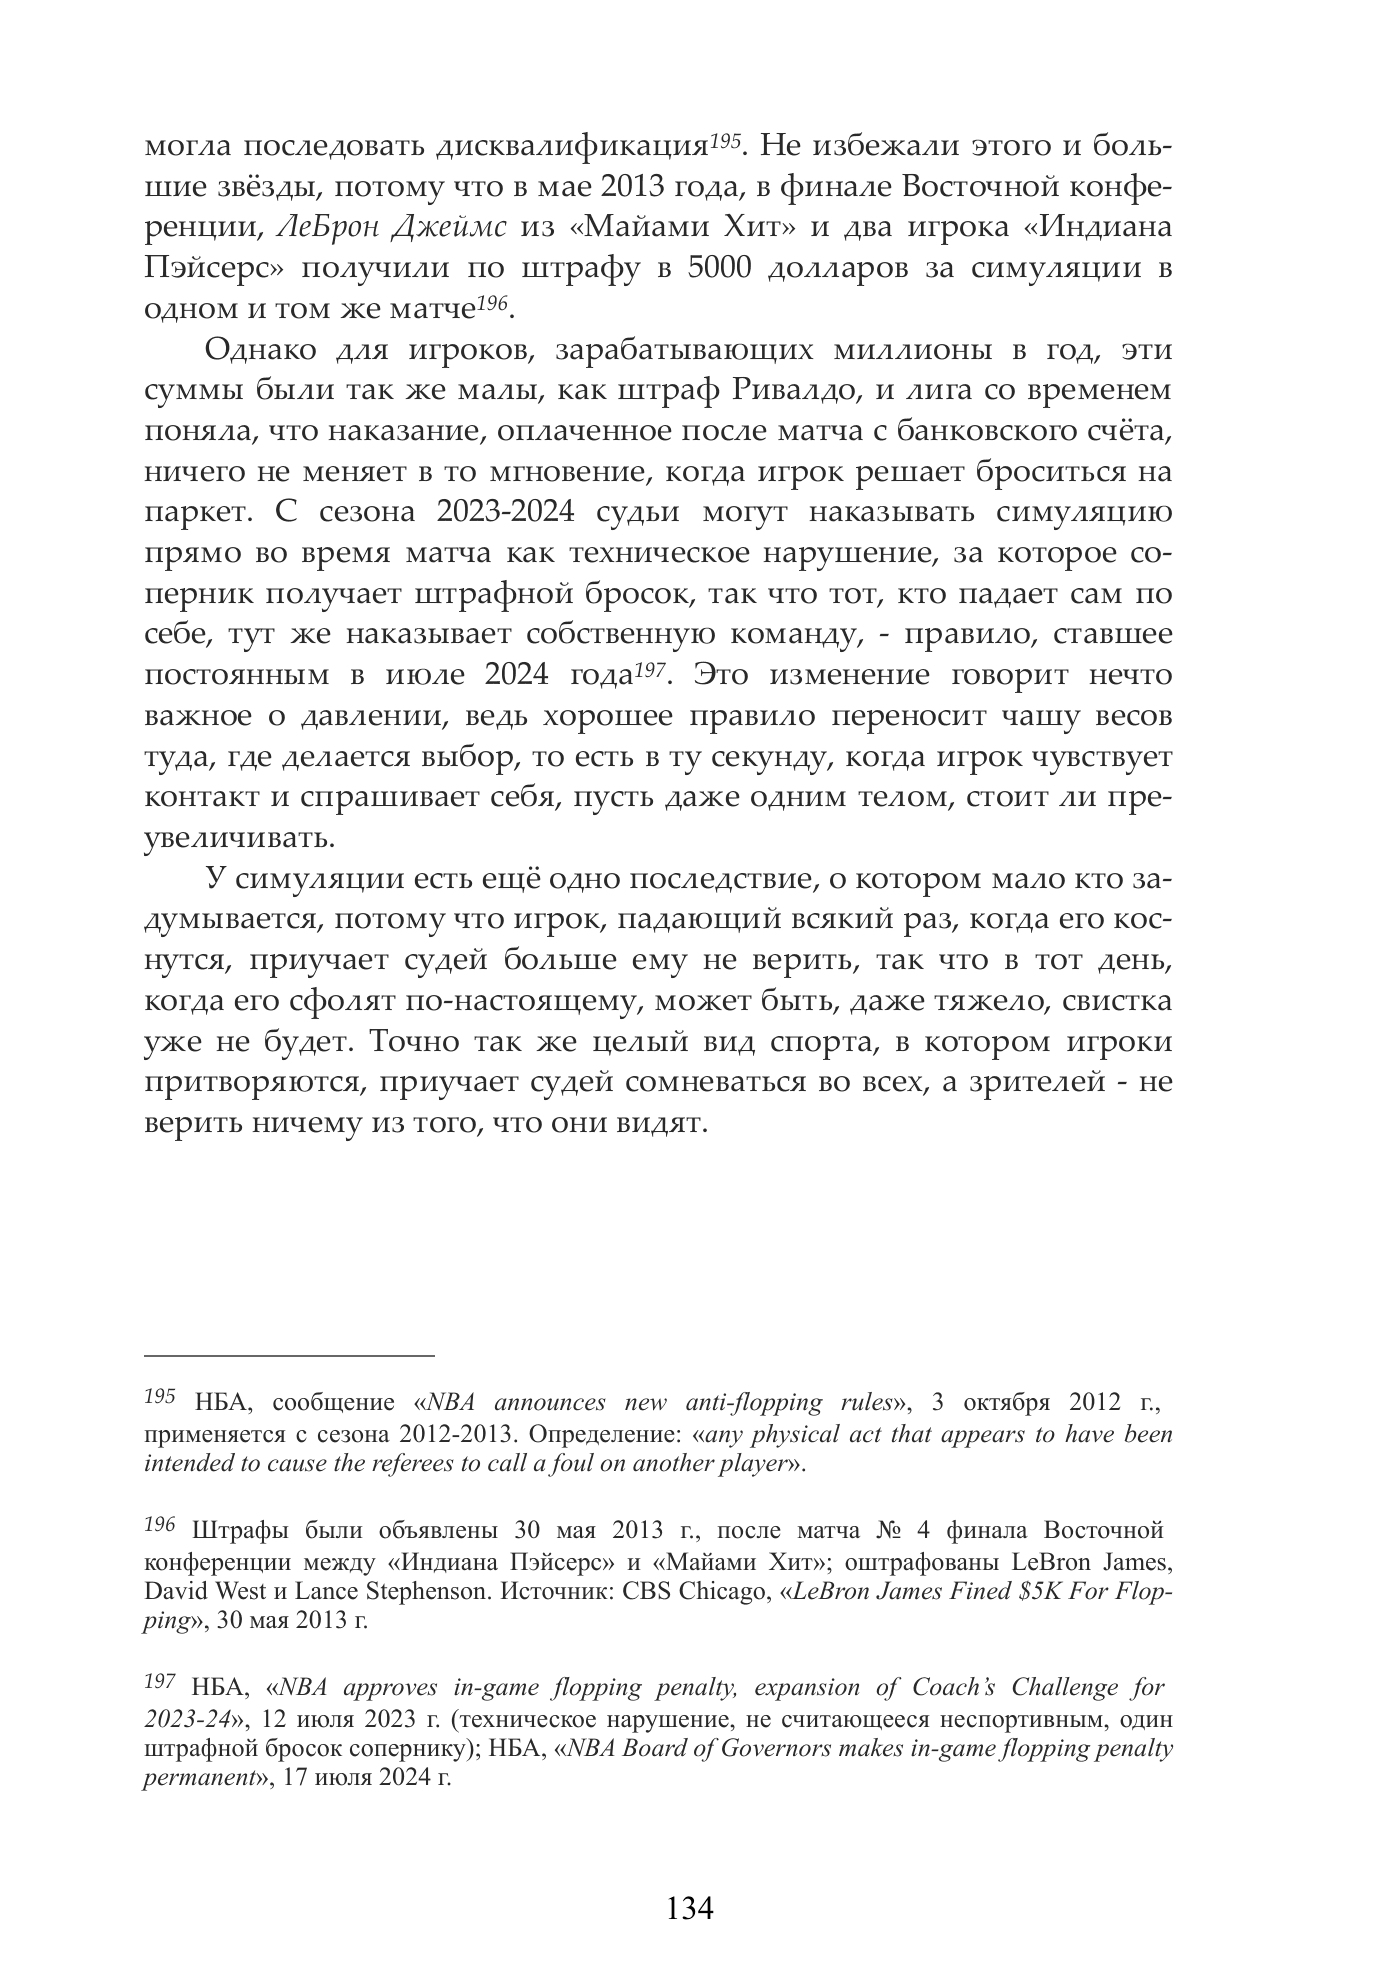 могла последовать дисквалификация195. Не избежали этого и боль-
шие звёзды, потому что в мае 2013 года, в финале Восточной конфе-
ренции, ЛеБрон Джеймс из «Майами Хит» и два игрока «Индиана
Пэйсерс» получили по штрафу в 5000 долларов за симуляции в
одном и том же матче196.
Однако для игроков, зарабатывающих миллионы в год, эти
суммы были так же малы, как штраф Ривалдо, и лига со временем
поняла, что наказание, оплаченное после матча с банковского счёта,
ничего не меняет в то мгновение, когда игрок решает броситься на
паркет. С сезона 2023-2024 судьи могут наказывать симуляцию
прямо во время матча как техническое нарушение, за которое со-
перник получает штрафной бросок, так что тот, кто падает сам по
себе, тут же наказывает собственную команду, - правило, ставшее
постоянным в июле 2024 года197. Это изменение говорит нечто
важное о давлении, ведь хорошее правило переносит чашу весов
туда, где делается выбор, то есть в ту секунду, когда игрок чувствует
контакт и спрашивает себя, пусть даже одним телом, стоит ли пре-
увеличивать.
У симуляции есть ещё одно последствие, о котором мало кто за-
думывается, потому что игрок, падающий всякий раз, когда его кос-
нутся, приучает судей больше ему не верить, так что в тот день,
когда его сфолят по-настоящему, может быть, даже тяжело, свистка
уже не будет. Точно так же целый вид спорта, в котором игроки
притворяются, приучает судей сомневаться во всех, а зрителей - не
верить ничему из того, что они видят.
195 НБА, сообщение «NBA announces new anti-flopping rules», 3 октября 2012 г.,
применяется с сезона 2012-2013. Определение: «any physical act that appears to have been
intended to cause the referees to call a foul on another player».
196 Штрафы были объявлены 30 мая 2013 г., после матча № 4 финала Восточной
конференции между «Индиана Пэйсерс» и «Майами Хит»; оштрафованы LeBron James,
David West и Lance Stephenson. Источник: CBS Chicago, «LeBron James Fined $5K For Flop-
ping», 30 мая 2013 г.
197 НБА, «NBA approves in-game flopping penalty, expansion of Coach’s Challenge for
2023-24», 12 июля 2023 г. (техническое нарушение, не считающееся неспортивным, один
штрафной бросок сопернику); НБА, «NBA Board of Governors makes in-game flopping penalty
permanent», 17 июля 2024 г.
134